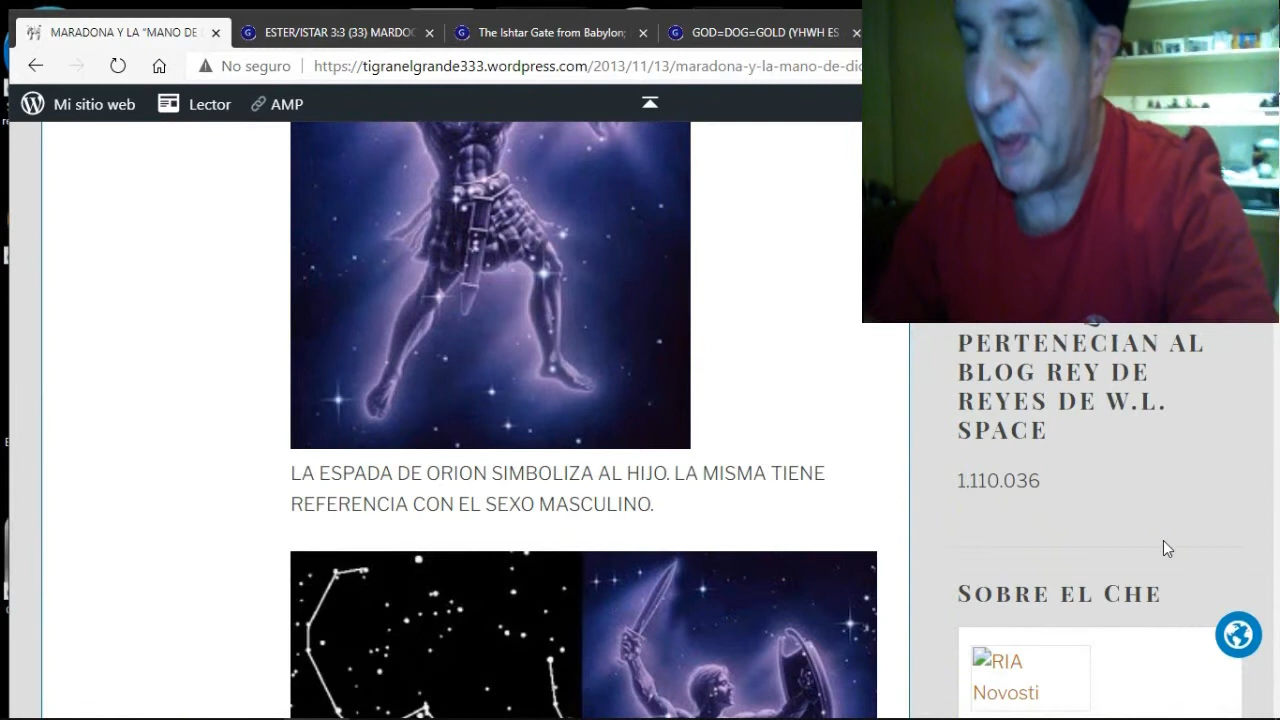 MARADONA Y LA "MANO DE
ESTER/ISTAR 3:3 (33) MARDOC
The Ishtar Gate from Babylon;
GOD=DOG=GOLD (YHWH ES
No seguro
https://tigranelgrande333.wordpress.com/2013/11/13/maradona-y-la-mano-de-dic
Mi sitio web
Lector
AMP
PERTENECIAN AL
BLOG REY DE
REYES DE W.L.
SPACE
1.110.036
LA ESPADA DE ORION SIMBOLIZA AL HIJO. LA MISMA TIENE
REFERENCIA CON EL SEXO MASCULINO.
SOBRE EL CHE
RIA
Novosti